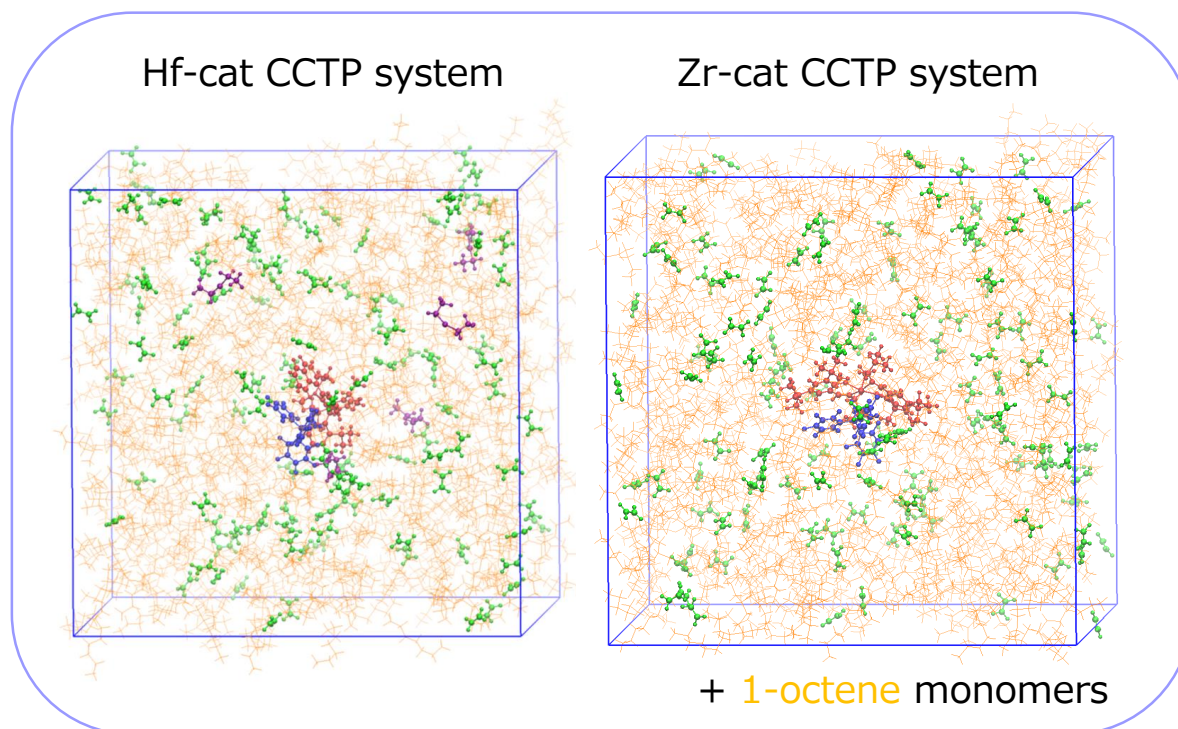 Hf-cat CCTP system
Zr-cat CCTP system
+ 1-octene monomers